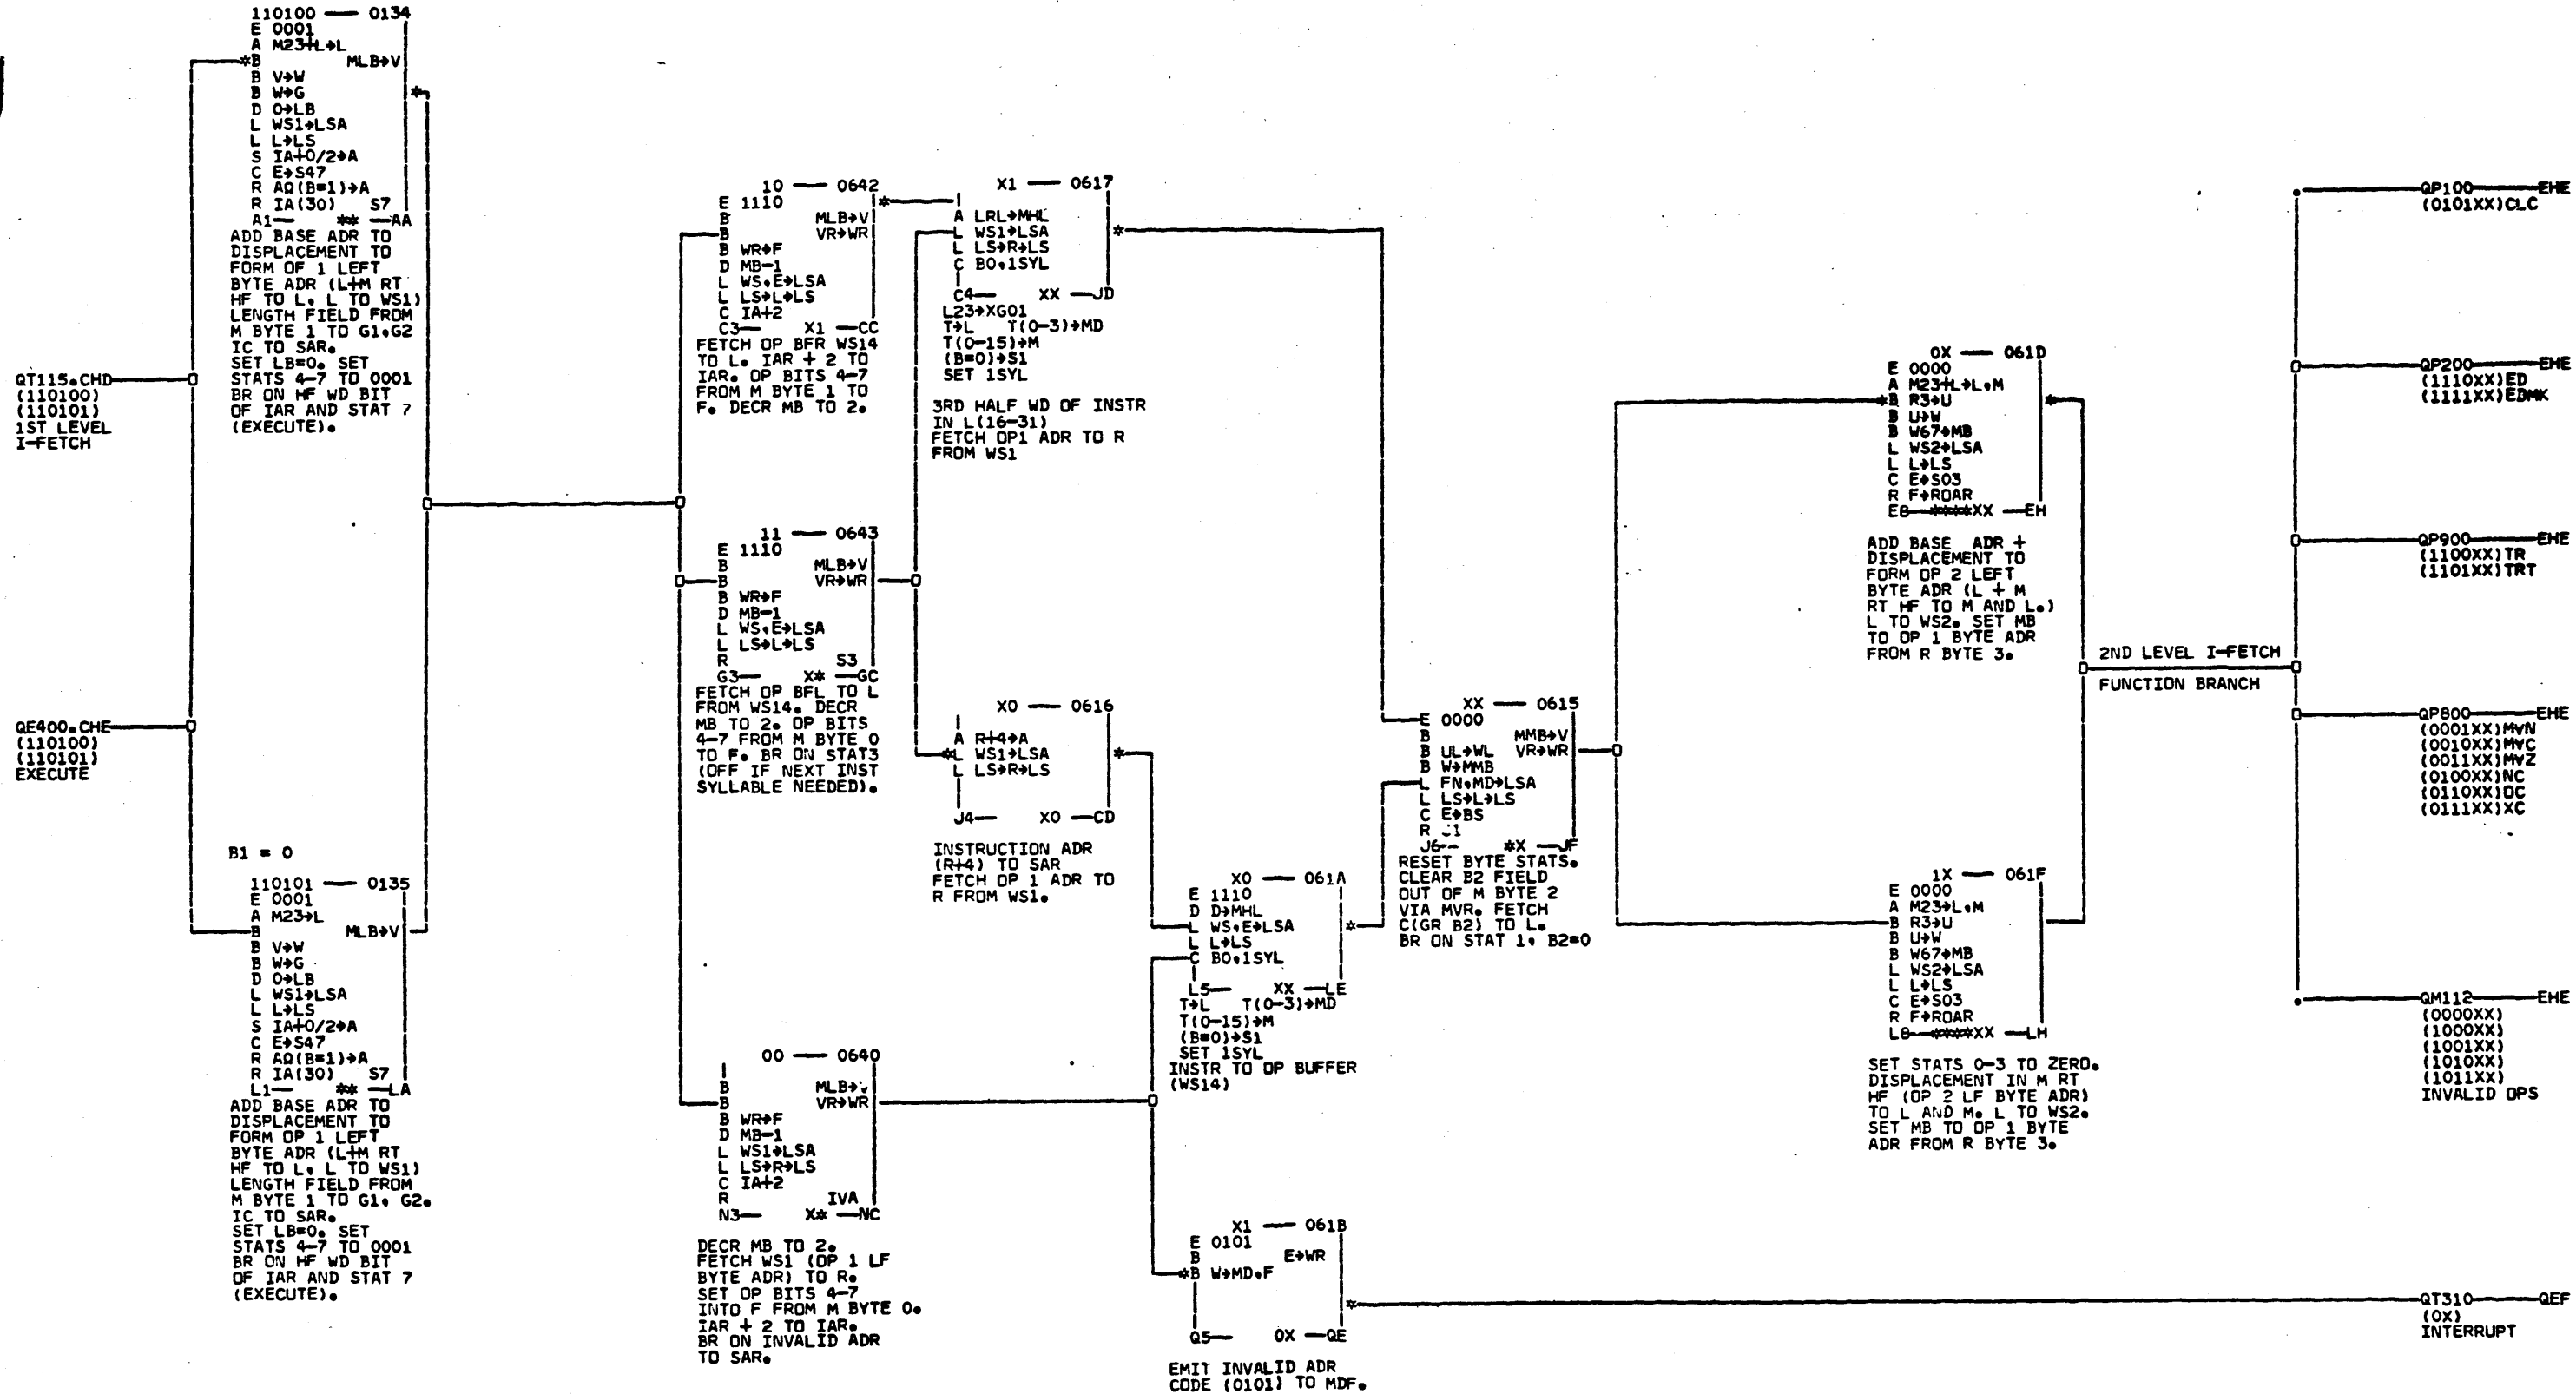 110100 — 0134
E 0001
A M23+L→L
*B MLB→V
B V→W
B W→G
D 0→LB
L WS1→LSA
L L→LS
S IA+0/2→A
C E→S47
R AQ(B=1)→A
R IA(30) S7
A1— ** —AA
ADD BASE ADR TO
DISPLACEMENT TO
FORM OF 1 LEFT
BYTE ADR (L+M RT
HF TO L, L TO WS1)
LENGTH FIELD FROM
M BYTE 1 TO G1,G2
IC TO SAR.
SET LB=0. SET
STATS 4-7 TO 0001
BR ON HF WD BIT
OF IAR AND STAT 7
(EXECUTE).
*
QT115.CHD
(110100)
(110101)
1ST LEVEL
I-FETCH
QE400.CHE
(110100)
(110101)
EXECUTE
B1 = 0
110101 — 0135
E 0001
A M23→L
B MLB→V
B V→W
B W→G
D 0→LB
L WS1→LSA
L L→LS
S IA+0/2→A
C E→S47
R AQ(B=1)→A
R IA(30) S7
L1— ** —LA
ADD BASE ADR TO
DISPLACEMENT TO
FORM OP 1 LEFT
BYTE ADR (L+M RT
HF TO L, L TO WS1)
LENGTH FIELD FROM
M BYTE 1 TO G1, G2.
IC TO SAR.
SET LB=0. SET
STATS 4-7 TO 0001
BR ON HF WD BIT
OF IAR AND STAT 7
(EXECUTE).
10 — 0642
E 1110 *
B MLB→V
B VR→WR
B WR→F
D MB-1
L WS,E→LSA
L LS→L→LS
C IA+2
C3— X1 —CC
FETCH OP BFR WS14
TO L. IAR + 2 TO
IAR. OP BITS 4-7
FROM M BYTE 1 TO
F. DECR MB TO 2.
11 — 0643
E 1110
B MLB→V
B VR→WR
B WR→F
D MB-1
L WS,E→LSA
L LS→L→LS
R S3
G3— X* —GC
FETCH OP BFL TO L
FROM WS14. DECR
MB TO 2. OP BITS
4-7 FROM M BYTE 0
TO F. BR ON STAT3
(OFF IF NEXT INST
SYLLABLE NEEDED).
00 — 0640
B MLB→V
B VR→WR
B WR→F
D MB-1
L WS1→LSA
L LS→R→LS
C IA+2
R IVA
N3— X* —NC
DECR MB TO 2.
FETCH WS1 (OP 1 LF
BYTE ADR) TO R.
SET OP BITS 4-7
INTO F FROM M BYTE 0.
IAR + 2 TO IAR.
BR ON INVALID ADR
TO SAR.
X1 — 0617
A LRL→MHL
L WS1→LSA *
L LS→R→LS
C B0,1SYL
C4— XX —JD
L23→XG01
T→L T(0-3)→MD
T(0-15)→M
(B=0)→S1
SET 1SYL
3RD HALF WD OF INSTR
IN L(16-31)
FETCH OP1 ADR TO R
FROM WS1
X0 — 0616
A R+4→A
*L WS1→LSA *
L LS→R→LS
J4— X0 —CD
INSTRUCTION ADR
(R+4) TO SAR
FETCH OP 1 ADR TO
R FROM WS1.
X0 — 061A
E 1110
D D→MHL
L WS,E→LSA *
L L→LS
C B0,1SYL
L5— XX —LE
T→L T(0-3)→MD
T(0-15)→M
(B=0)→S1
SET 1SYL
INSTR TO OP BUFFER
(WS14)
X1 — 061B
E 0101
B E→WR
*B W→MD,F
*
Q5— 0X —QE
EMIT INVALID ADR
CODE (0101) TO MDF.
XX — 0615
E 0000
B MMB→V
B UL→WL VR→WR
B W→MMB
L FN,MD→LSA
L LS→L→LS
C E→BS
R
J6— *X —JF
RESET BYTE STATS.
CLEAR B2 FIELD
OUT OF M BYTE 2
VIA MVR. FETCH
C(GR B2) TO L.
BR ON STAT 1, B2=0
0X — 061D
E 0000
A M23+L→L,M
*B R3→U *
B U→W
B W67→MB
L WS2→LSA
L L→LS
C E→S03
R F→ROAR
E8—****XX —EH
ADD BASE ADR +
DISPLACEMENT TO
FORM OP 2 LEFT
BYTE ADR (L + M
RT HF TO M AND L.)
L TO WS2. SET MB
TO OP 1 BYTE ADR
FROM R BYTE 3.
1X — 061F
E 0000
A M23→L,M
B R3→U
B U→W
B W67→MB
L WS2→LSA
L L→LS
C E→S03
R F→ROAR
L8—****XX —LH
SET STATS 0-3 TO ZERO.
DISPLACEMENT IN M RT
HF (OP 2 LF BYTE ADR)
TO L AND M. L TO WS2.
SET MB TO OP 1 BYTE
ADR FROM R BYTE 3.
2ND LEVEL I-FETCH
FUNCTION BRANCH
QP100—EHE
(0101XX)CLC
QP200—EHE
(1110XX)ED
(1111XX)EDMK
QP900—EHE
(1100XX)TR
(1101XX)TRT
QP800—EHE
(0001XX)MVN
(0010XX)MVC
(0011XX)MVZ
(0100XX)NC
(0110XX)OC
(0111XX)XC
QM112—EHE
(0000XX)
(1000XX)
(1001XX)
(1010XX)
(1011XX)
INVALID OPS
QT310—QEF
(0X)
INTERRUPT